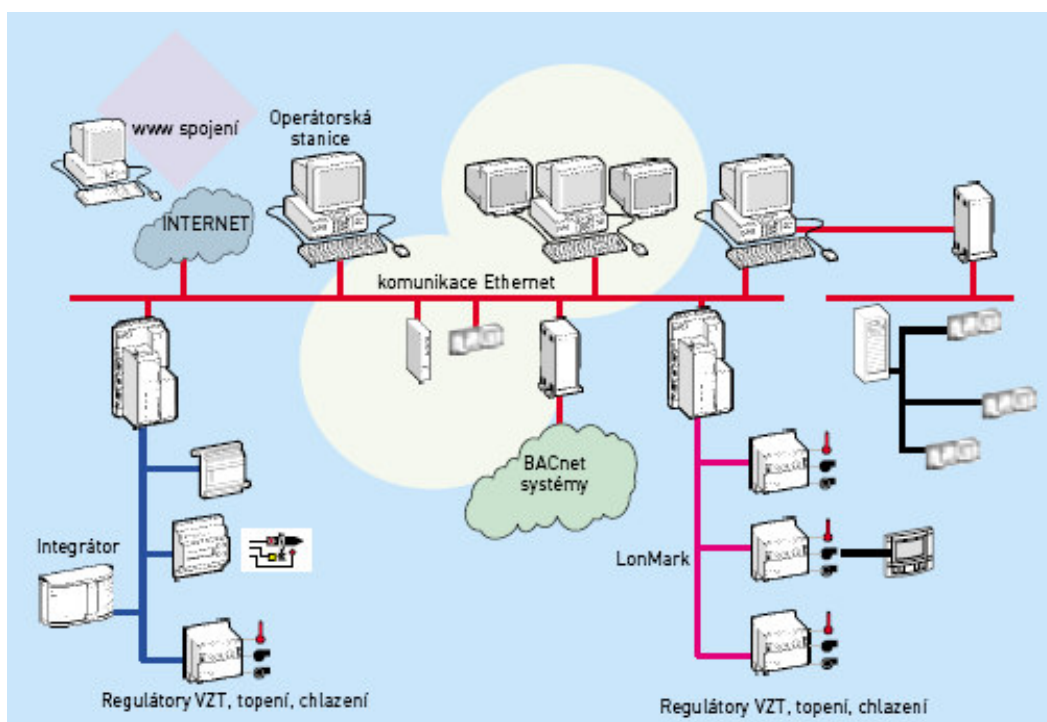 www spojení
Operátorská
stanice
INTERNET
komunikace Ethernet
BACnet
systémy
Integrátor
LonMark
Regulátory VZT, topení, chlazení
Regulátory VZT, topení, chlazení